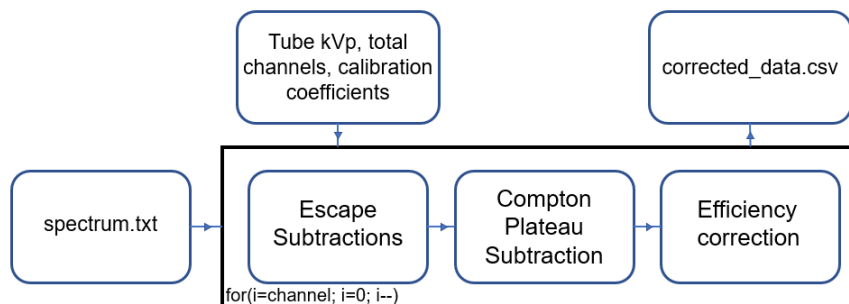 Tube kVp, total
channels, calibration
coefficients
corrected_data.csv
spectrum.txt
Escape
Subtractions
Compton
Plateau
Subtraction
Efficiency
correction
for(i=channel; i=0; i--)